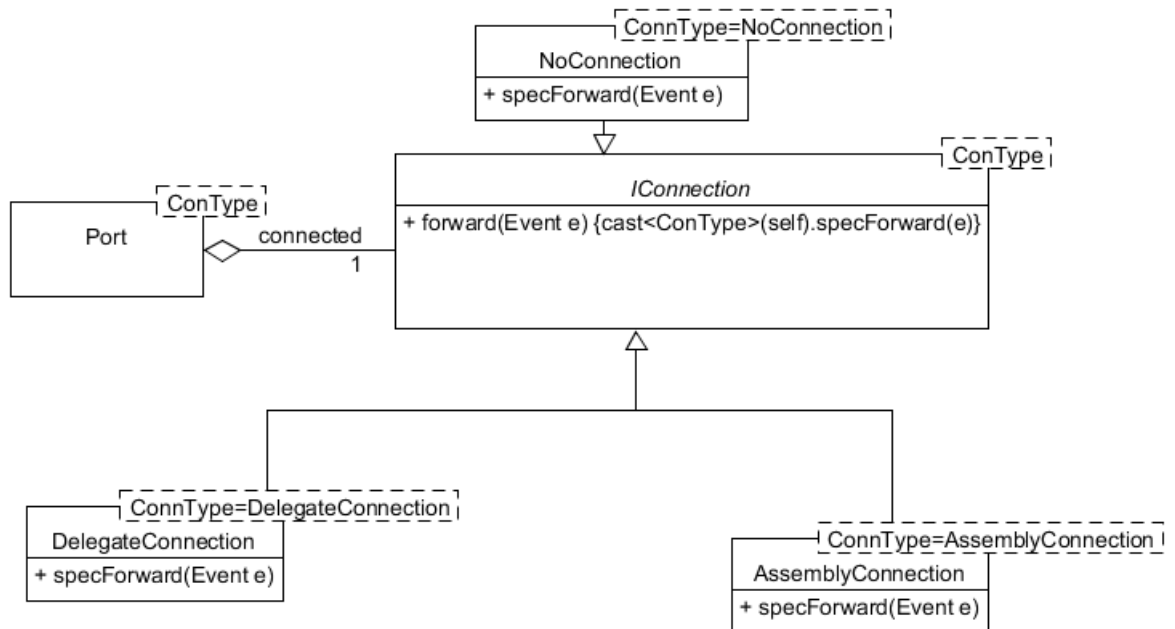 ConnType=NoConnection
NoConnection
+ specForward(Event e)
ConType
IConnection
+ forward(Event e) {cast<ConType>(self).specForward(e)}
ConType
Port
connected
1
ConnType=DelegateConnection
DelegateConnection
+ specForward(Event e)
ConnType=AssemblyConnection
AssemblyConnection
+ specForward(Event e)